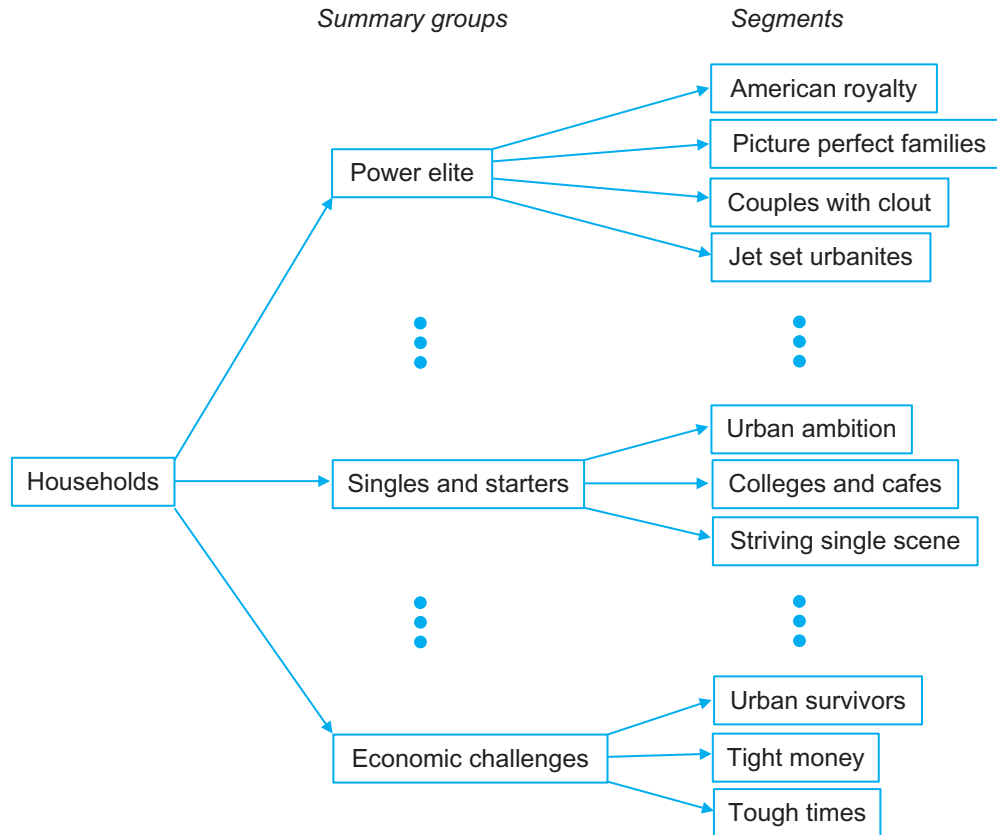 Summary groups
Segments
American royalty
Picture perfect families
Power elite
Couples with clout
Jet set urbanites
Urban ambition
Households
Singles and starters
Colleges and cafes
Striving single scene
Urban survivors
Economic challenges
Tight money
Tough times